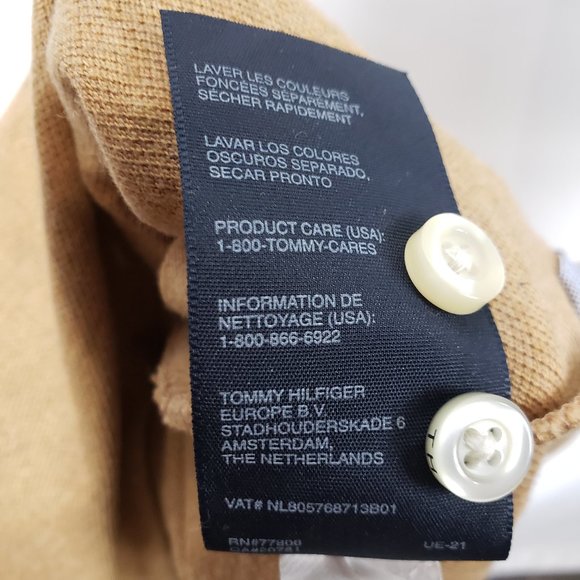 LAVER LES COULEURS
FONCÉES SÉPARÉMENT,
SÉCHER RAPIDEMENT
LAVAR LOS COLORES
OSCUROS SEPARADO,
SECAR PRONTO
PRODUCT CARE (USA):
1-800-TOMMY-CARES
INFORMATION DE
NETTOYAGE (USA):
1-800-866-6922
TOMMY HILFIGER
EUROPE B.V.
STADHOUDERSKADE 6
AMSTERDAM,
THE NETHERLANDS
VAT# NL805768713B01
RN#77800
UE-21